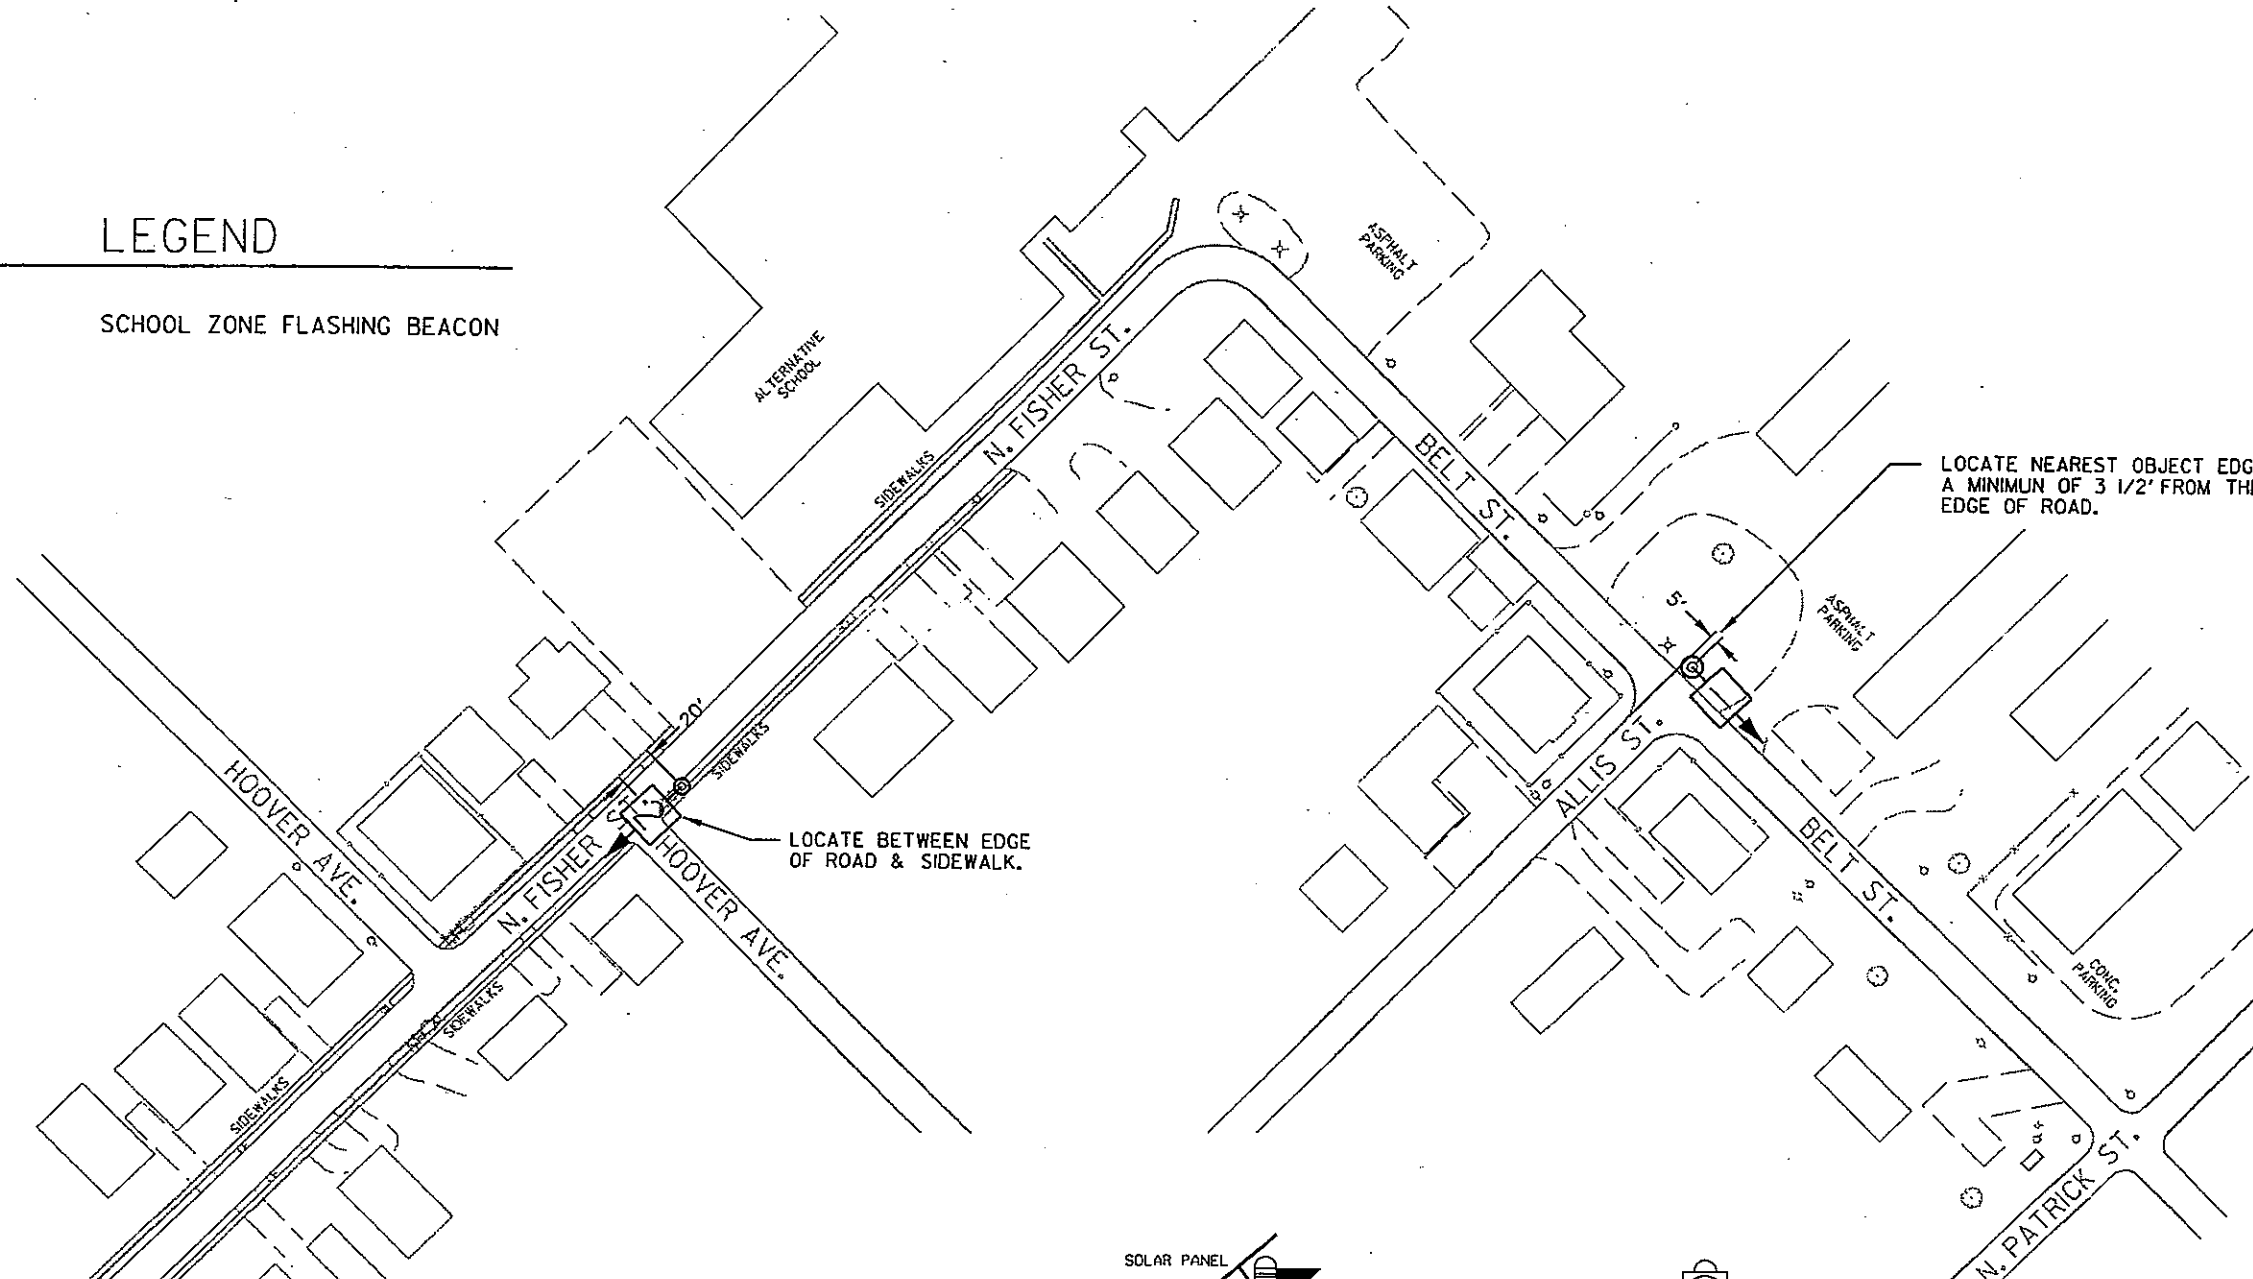 LEGEND
SCHOOL ZONE FLASHING BEACON
ALTERNATIVE
SCHOOL
ASPHALT
PARKING
SIDEWALKS
N. FISHER ST.
BELT ST.
LOCATE NEAREST OBJECT EDG
A MINIMUN OF 3 1/2' FROM TH
EDGE OF ROAD.
5'
ASPHALT
PARKING
20'
SIDEWALKS
HOOVER AVE.
N. FISHER ST.
HOOVER AVE.
LOCATE BETWEEN EDGE
OF ROAD & SIDEWALK.
ALLIS ST.
BELT ST.
CONC.
PARKING
SIDEWALKS
SIDEWALKS
N. PATRICK ST.
SOLAR PANEL